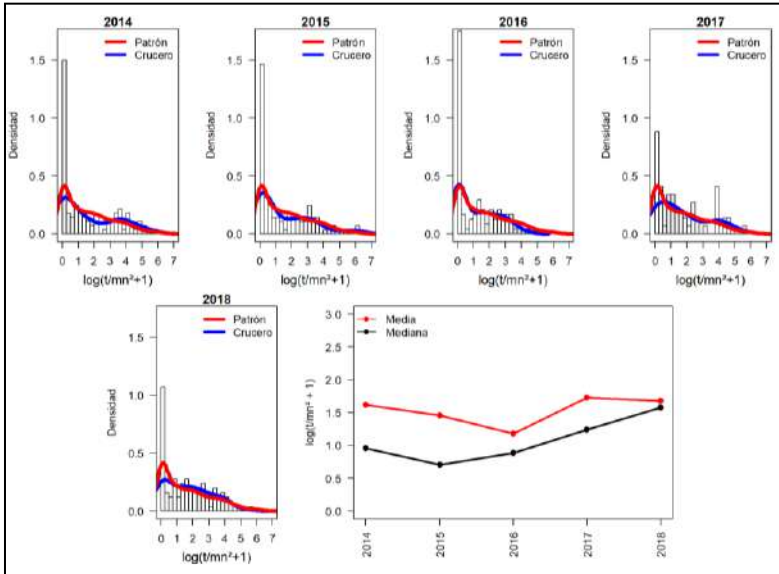 2014
Patrón
Crucero
Densidad
1.5
1.0
0.5
0.0
0 1 2 3 4 5 6 7
log(t/mn²+1)
2015
Patrón
Crucero
Densidad
1.5
1.0
0.5
0.0
0 1 2 3 4 5 6 7
log(t/mn²+1)
2016
Patrón
Crucero
Densidad
1.5
1.0
0.5
0.0
0 1 2 3 4 5 6 7
log(t/mn²+1)
2017
Patrón
Crucero
Densidad
1.5
1.0
0.5
0.0
0 1 2 3 4 5 6 7
log(t/mn²+1)
2018
Patrón
Crucero
Densidad
1.5
1.0
0.5
0.0
0 1 2 3 4 5 6 7
log(t/mn²+1)
Media
Mediana
log(t/mn² + 1)
3.0
2.5
2.0
1.5
1.0
0.5
0.0
2014
2015
2016
2017
2018